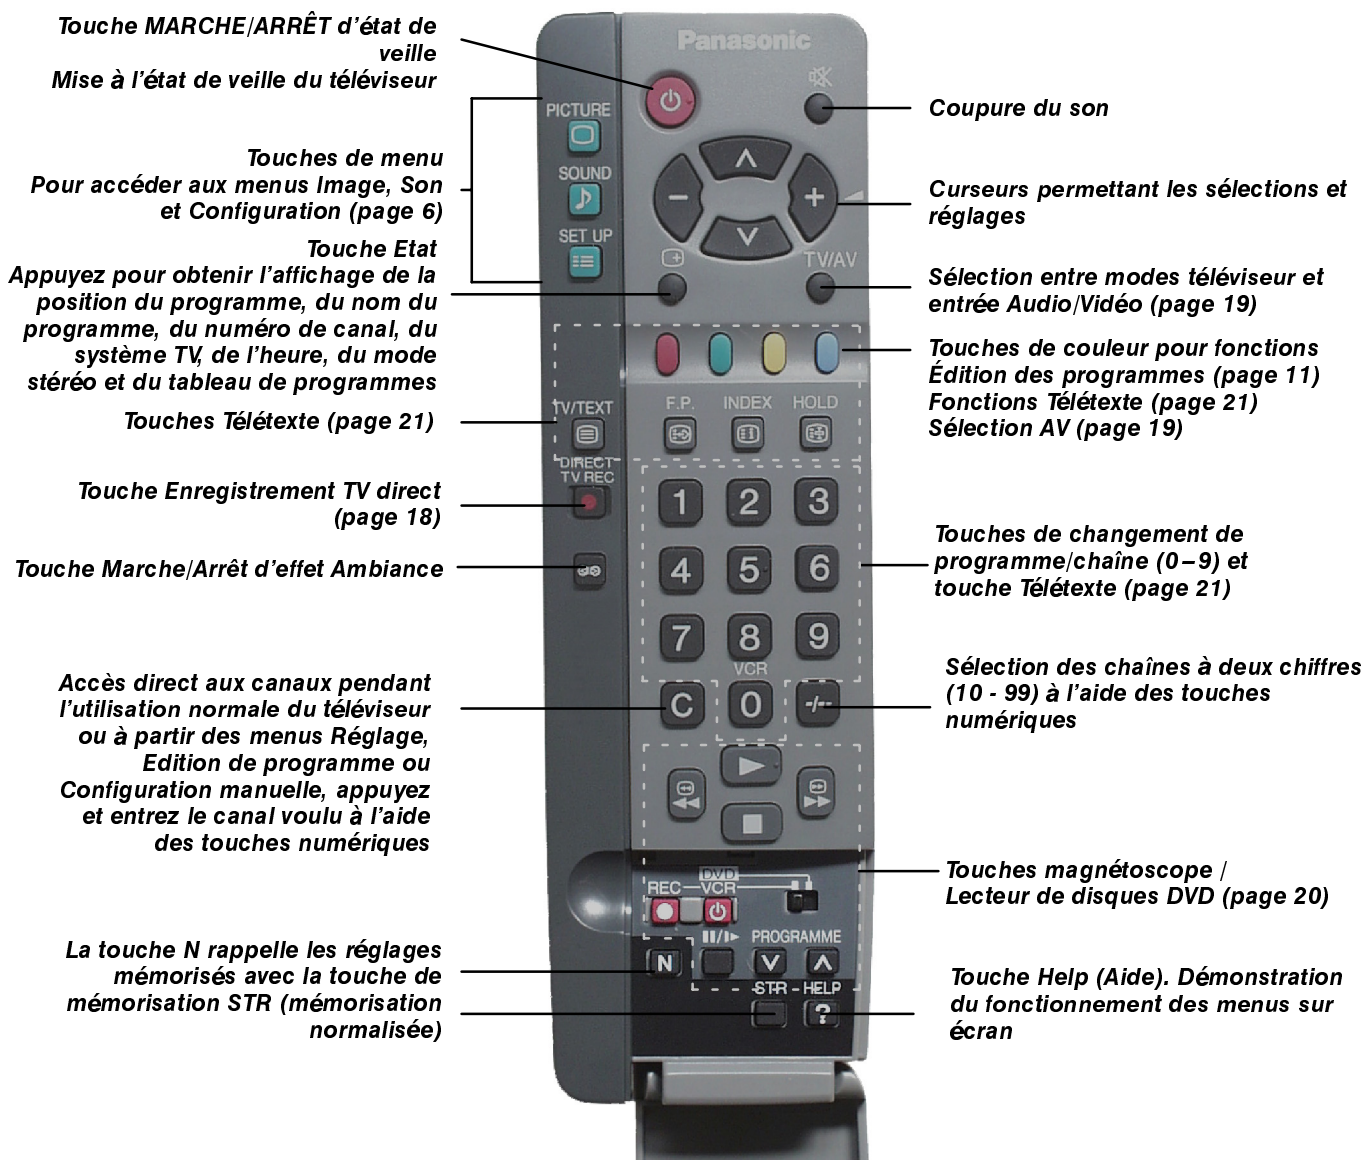 Touche MARCHE/ARRÊT d'état de
veille
Mise à l'état de veille du téléviseur
Touches de menu
Pour accéder aux menus Image, Son
et Configuration (page 6)
Touche Etat
Appuyez pour obtenir l'affichage de la
position du programme, du nom du
programme, du numéro de canal, du
système TV, de l'heure, du mode
stéréo et du tableau de programmes
Touches Télétexte (page 21)
Touche Enregistrement TV direct
(page 18)
Touche Marche/Arrêt d'effet Ambiance
Accès direct aux canaux pendant
l'utilisation normale du téléviseur
ou à partir des menus Réglage,
Edition de programme ou
Configuration manuelle, appuyez
et entrez le canal voulu à l'aide
des touches numériques
La touche N rappelle les réglages
mémorisés avec la touche de
mémorisation STR (mémorisation
normalisée)
Panasonic
PICTURE
SOUND
SET UP
TV/AV
F.P. INDEX HOLD
TV/TEXT
DIRECT
TV REC
1 2 3
4 5 6
7 8 9
VCR
C 0 -/--
DVD
REC VCR
PROGRAMME
N
STR HELP
?
Coupure du son
Curseurs permettant les sélections et
réglages
Sélection entre modes téléviseur et
entrée Audio/Vidéo (page 19)
Touches de couleur pour fonctions
Édition des programmes (page 11)
Fonctions Télétexte (page 21)
Sélection AV (page 19)
Touches de changement de
programme/chaîne (0–9) et
touche Télétexte (page 21)
Sélection des chaînes à deux chiffres
(10 - 99) à l'aide des touches
numériques
Touches magnétoscope /
Lecteur de disques DVD (page 20)
Touche Help (Aide). Démonstration
du fonctionnement des menus sur
écran